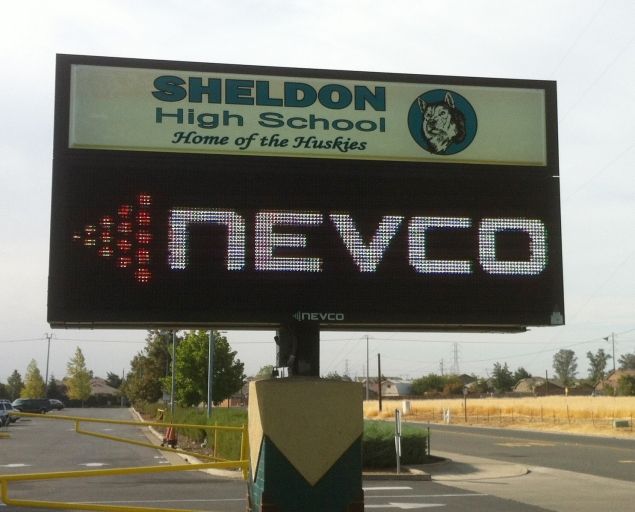 SHELDON
High School
Home of the Huskies
NEVCO
NEVCO